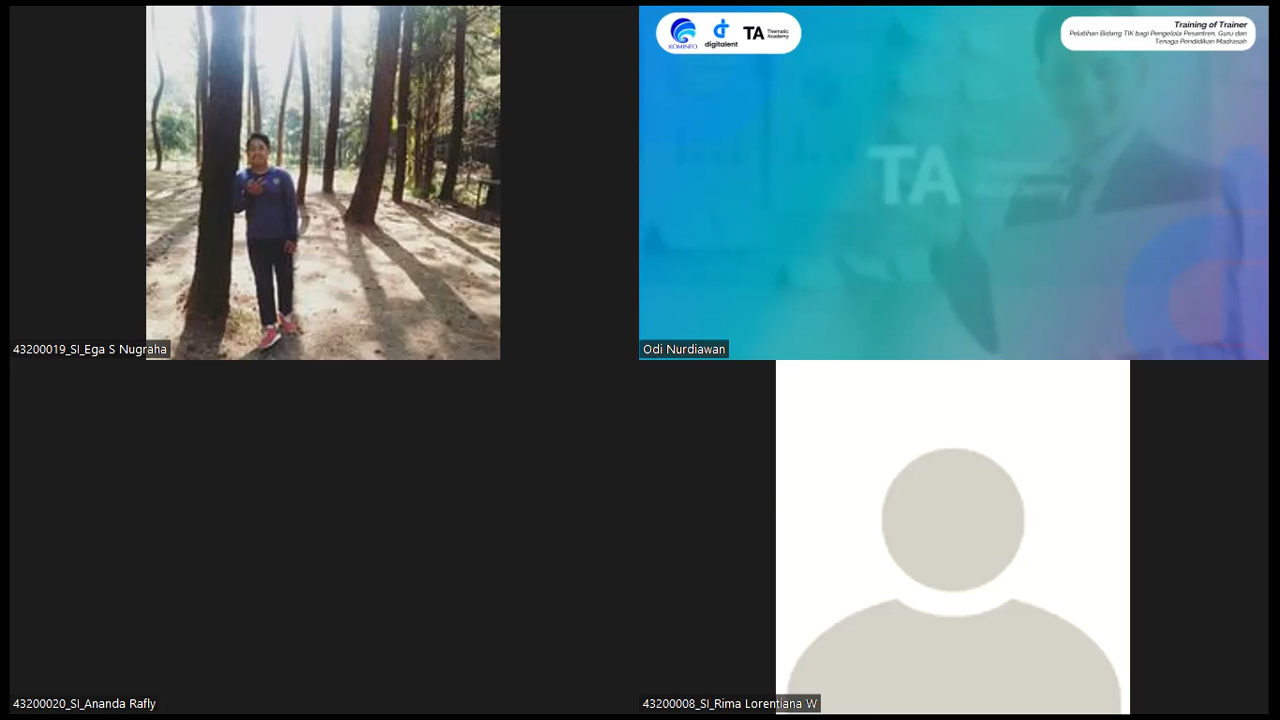 KOMINFO
digitalent
TA Thematic
Academy
Training of Trainer
Pelatihan Bidang TIK bagi Pengelola Pesantren, Guru dan
Tenaga Pendidikan Madrasah
TA
43200019_SI_Ega S Nugraha
Odi Nurdiawan
43200020_SI_Ananda Rafly
43200008_SI_Rima Lorentiana W